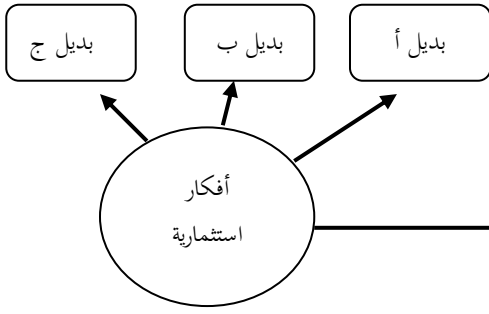 بديل أ
بديل ب
بديل ج
أفكار
استثمارية